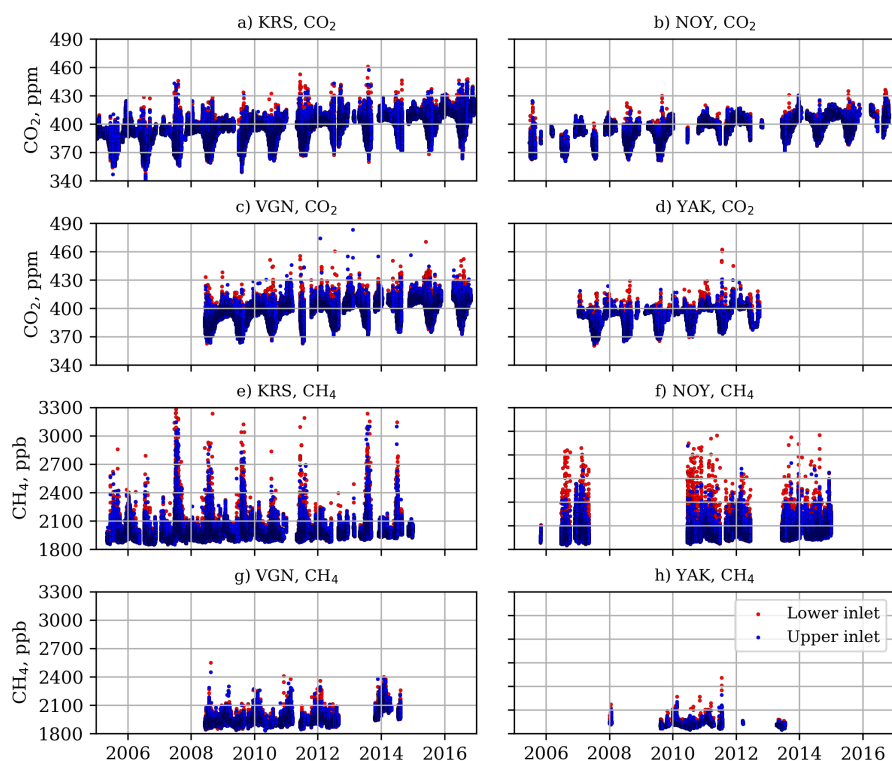 a) KRS, CO₂
b) NOY, CO₂
490
460
430
400
370
340
CO₂, ppm
c) VGN, CO₂
d) YAK, CO₂
490
460
430
400
370
340
CO₂, ppm
e) KRS, CH₄
f) NOY, CH₄
3300
3000
2700
2400
2100
1800
CH₄, ppb
g) VGN, CH₄
h) YAK, CH₄
3300
3000
2700
2400
2100
1800
CH₄, ppb
Lower inlet
Upper inlet
2006 2008 2010 2012 2014 2016
2006 2008 2010 2012 2014 2016